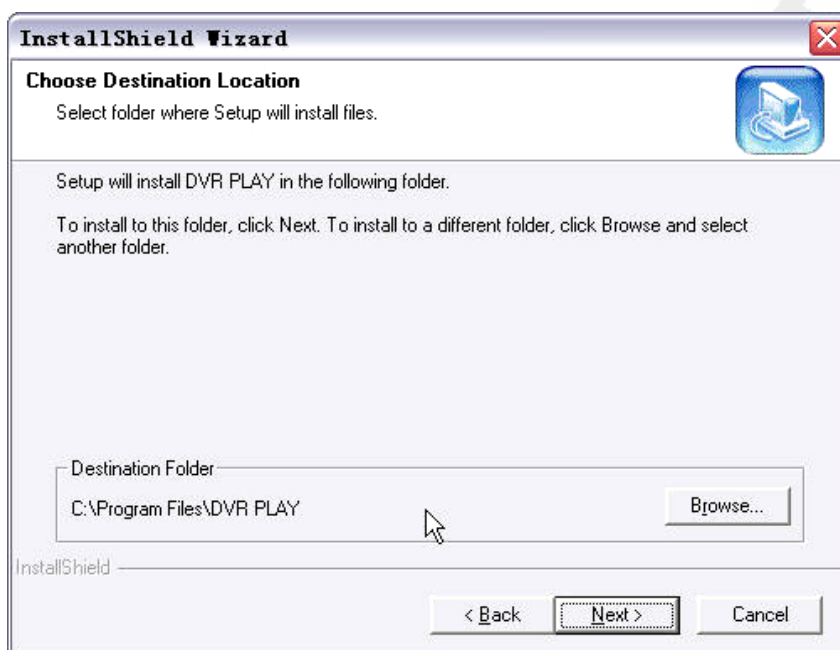 InstallShield Wizard
Choose Destination Location
Select folder where Setup will install files.
Setup will install DVR PLAY in the following folder.
To install to this folder, click Next. To install to a different folder, click Browse and select
another folder.
Destination Folder
C:\Program Files\DVR PLAY
Browse...
InstallShield
< Back
Next >
Cancel